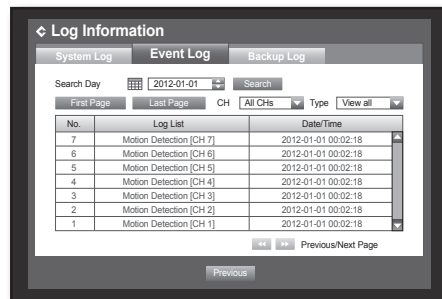 Log Information
System Log Event Log Backup Log
Search Day 2012-01-01 Search
First Page Last Page CH All CHs Type View all
No. Log List Date/Time
7 Motion Detection [CH 7] 2012-01-01 00:02:18
6 Motion Detection [CH 6] 2012-01-01 00:02:18
5 Motion Detection [CH 5] 2012-01-01 00:02:18
4 Motion Detection [CH 4] 2012-01-01 00:02:18
3 Motion Detection [CH 3] 2012-01-01 00:02:18
2 Motion Detection [CH 2] 2012-01-01 00:02:18
1 Motion Detection [CH 1] 2012-01-01 00:02:18
Previous/Next Page
Previous